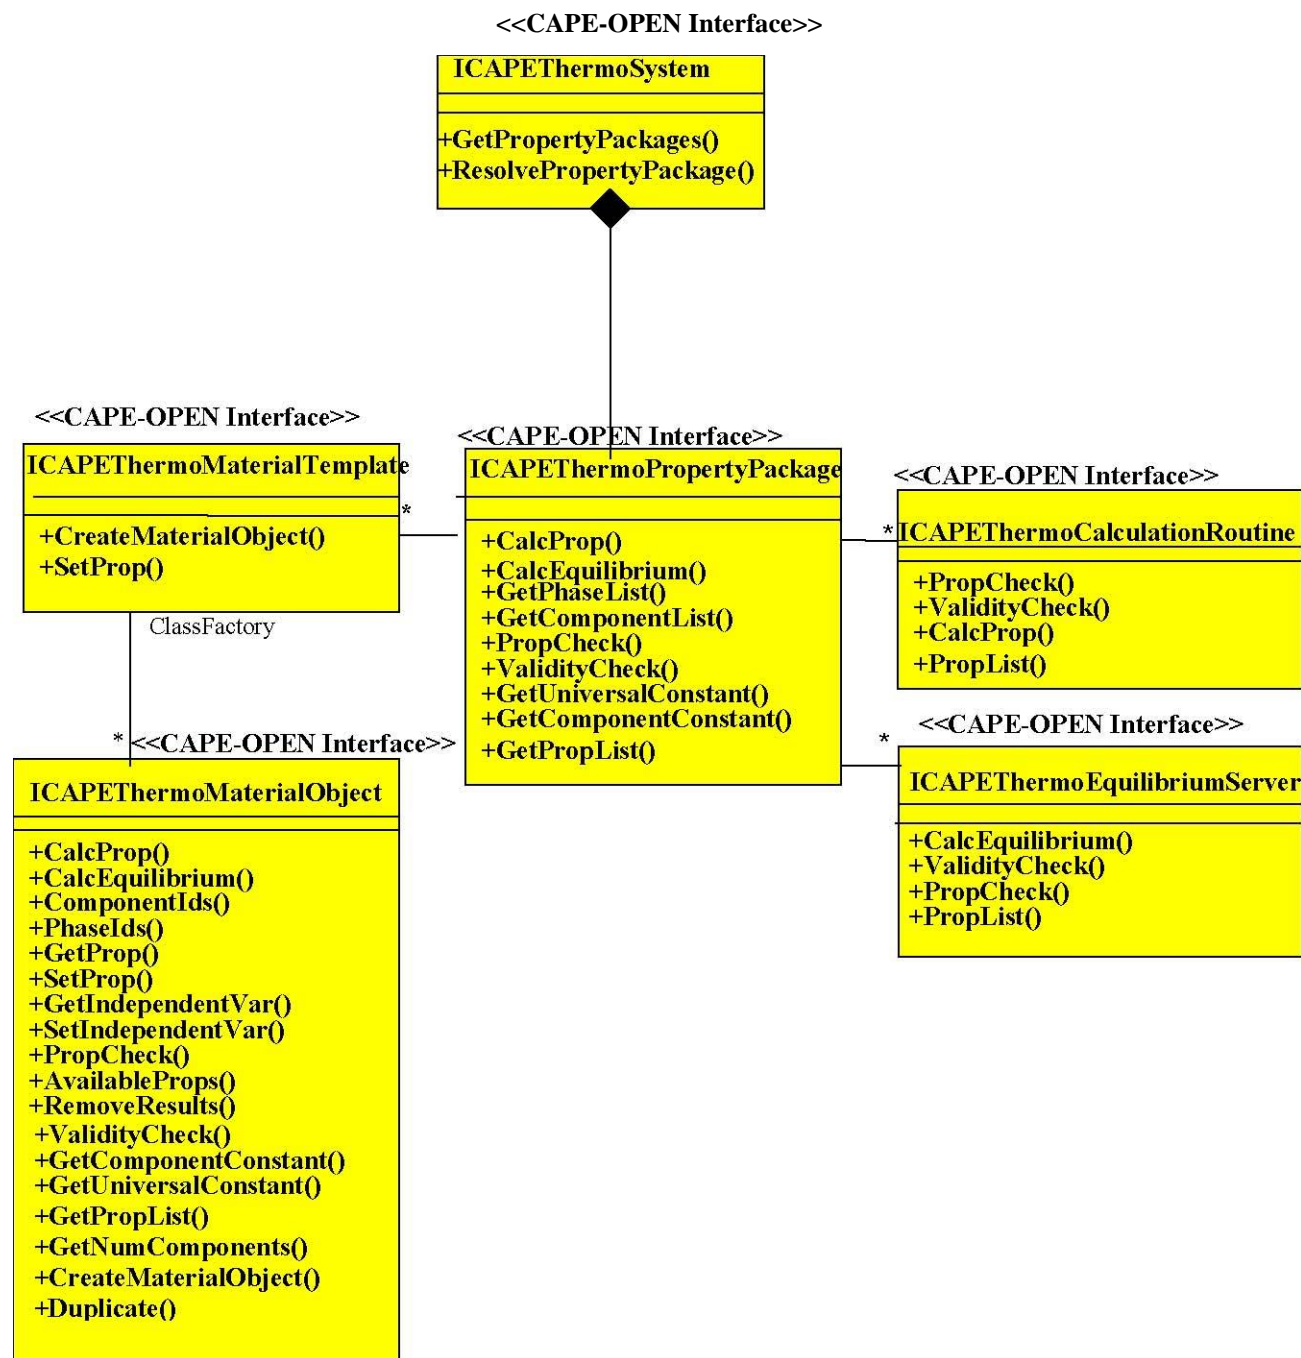 <<CAPE-OPEN Interface>>
ICAPEThermoSystem
+GetPropertyPackages()
+ResolvePropertyPackage()
<<CAPE-OPEN Interface>>
ICAPEThermoMaterialTemplate
*
+CreateMaterialObject()
+SetProp()
ClassFactory
<<CAPE-OPEN Interface>>
ICAPEThermoPropertyPackage
+CalcProp()
+CalcEquilibrium()
+GetPhaseList()
+GetComponentList()
+PropCheck()
+ValidityCheck()
+GetUniversalConstant()
+GetComponentConstant()
+GetPropList()
<<CAPE-OPEN Interface>>
*
ICAPEThermoCalculationRoutine
+PropCheck()
+ValidityCheck()
+CalcProp()
+PropList()
<<CAPE-OPEN Interface>>
*
ICAPEThermoEquilibriumServer
+CalcEquilibrium()
+ValidityCheck()
+PropCheck()
+PropList()
* <<CAPE-OPEN Interface>>
ICAPEThermoMaterialObject
+CalcProp()
+CalcEquilibrium()
+ComponentIds()
+PhaseIds()
+GetProp()
+SetProp()
+GetIndependentVar()
+SetIndependentVar()
+PropCheck()
+AvailableProps()
+RemoveResults()
+ValidityCheck()
+GetComponentConstant()
+GetUniversalConstant()
+GetPropList()
+GetNumComponents()
+CreateMaterialObject()
+Duplicate()